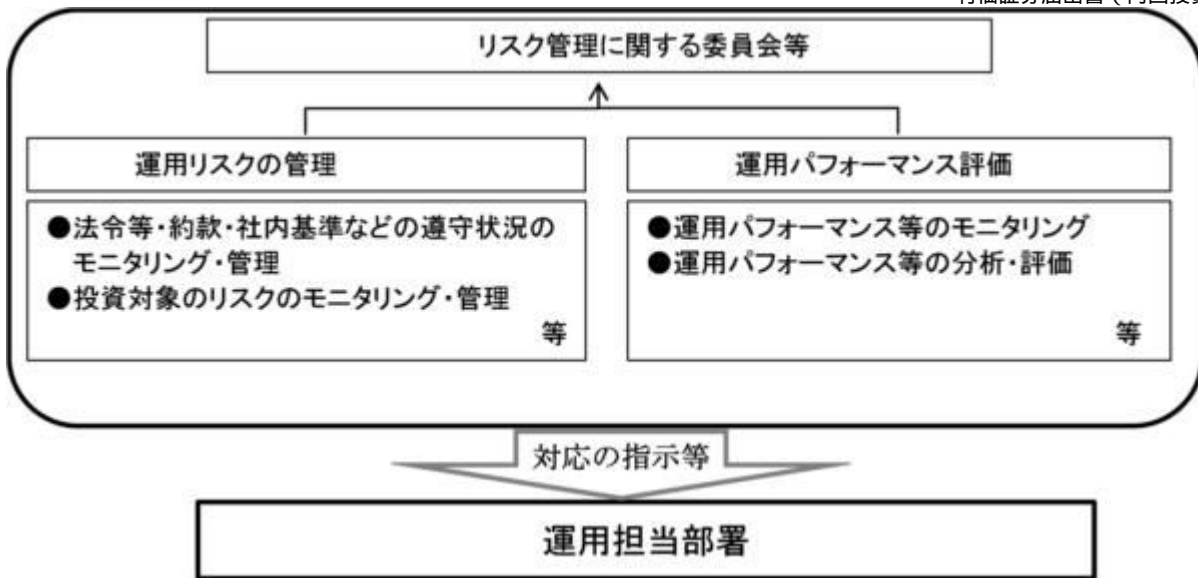 リスク管理に関する委員会等
運用リスクの管理
●法令等・約款・社内基準などの遵守状況の
モニタリング・管理
●投資対象のリスクのモニタリング・管理
等
運用パフォーマンス評価
●運用パフォーマンス等のモニタリング
●運用パフォーマンス等の分析・評価
等
対応の指示等
運用担当部署